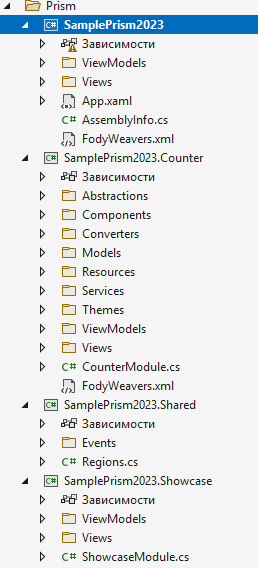 Prism
SamplePrism2023
Зависимости
ViewModels
Views
App.xaml
AssemblyInfo.cs
FodyWeavers.xml
SamplePrism2023.Counter
Зависимости
Abstractions
Components
Converters
Models
Resources
Services
Themes
ViewModels
Views
CounterModule.cs
FodyWeavers.xml
SamplePrism2023.Shared
Зависимости
Events
Regions.cs
SamplePrism2023.Showcase
Зависимости
ViewModels
Views
ShowcaseModule.cs